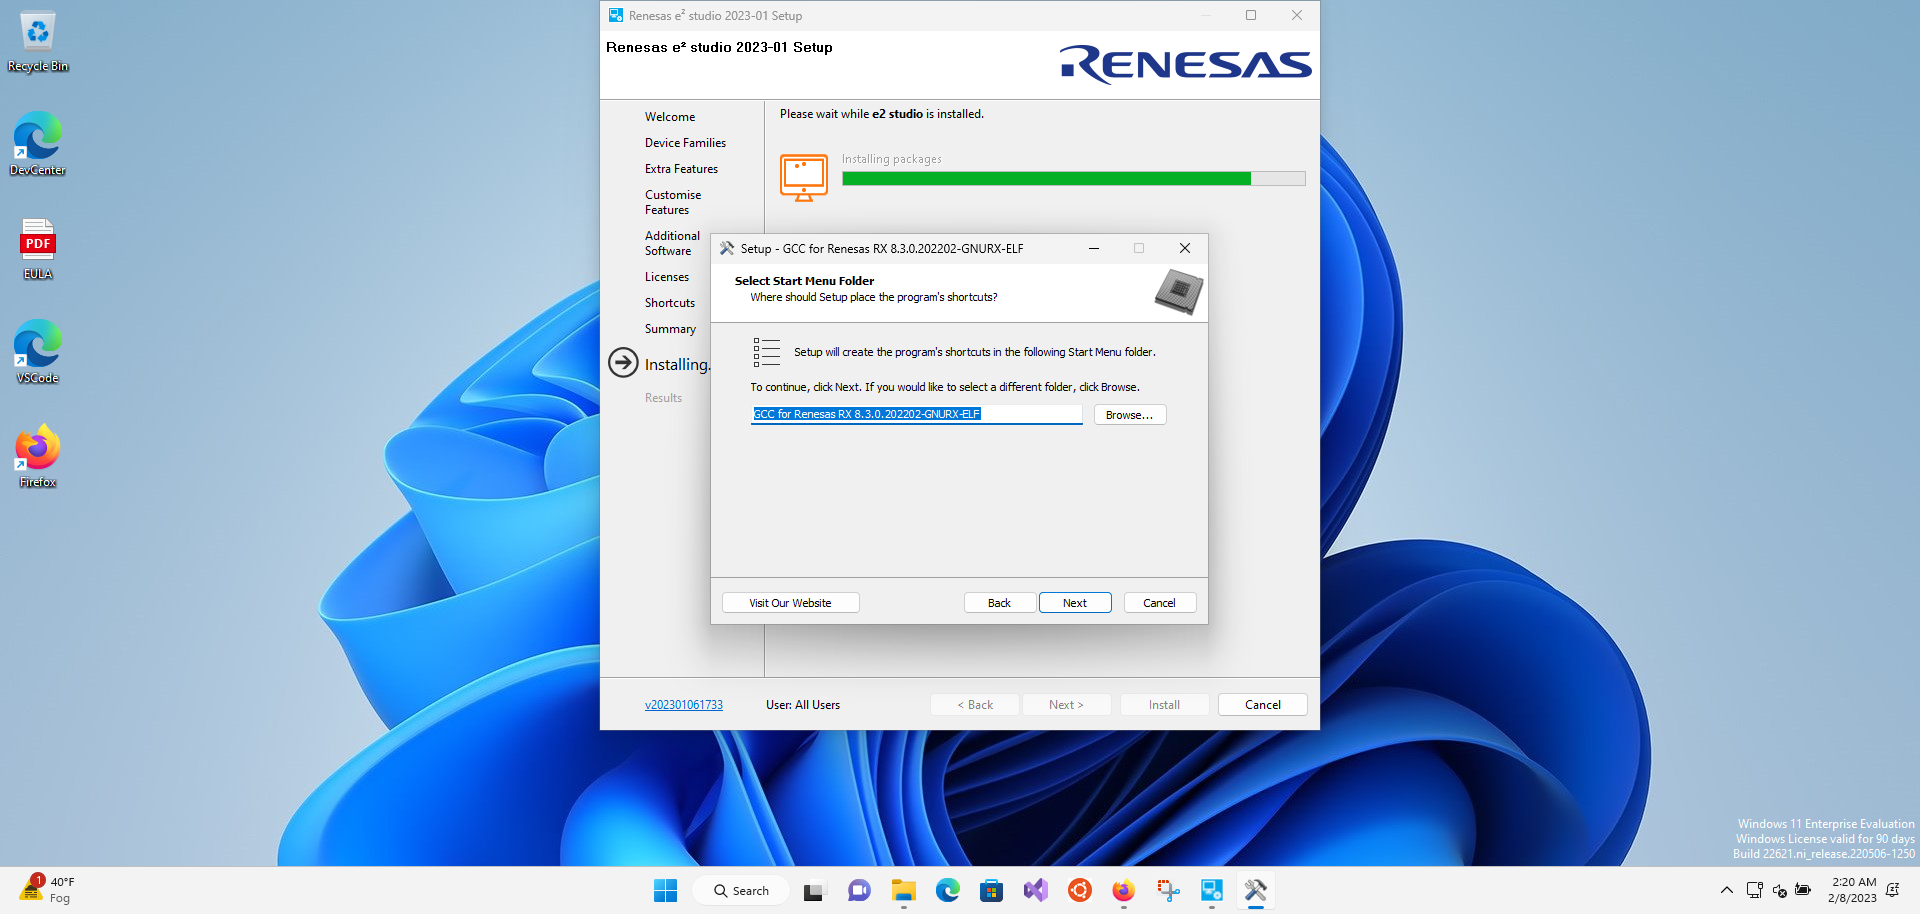 Recycle Bin
DevCenter
PDF
EULA
VSCode
Firefox
Renesas e² studio 2023-01 Setup
Renesas e² studio 2023-01 Setup
RENESAS
Welcome
Device Families
Extra Features
Customise
Features
Additional
Software
Licenses
Shortcuts
Summary
Installing.
Results
Please wait while e2 studio is installed.
Installing packages
Setup - GCC for Renesas RX 8.3.0.202202-GNURX-ELF
Select Start Menu Folder
Where should Setup place the program's shortcuts?
Setup will create the program's shortcuts in the following Start Menu folder.
To continue, click Next. If you would like to select a different folder, click Browse.
GCC for Renesas RX 8.3.0.202202-GNURX-ELF
Browse...
Visit Our Website
Back
Next
Cancel
v202301061733
User: All Users
< Back
Next >
Install
Cancel
Windows 11 Enterprise Evaluation
Windows License valid for 90 days
Build 22621.ni_release.220506-1250
1
40°F
Fog
Search
2:20 AM
2/8/2023